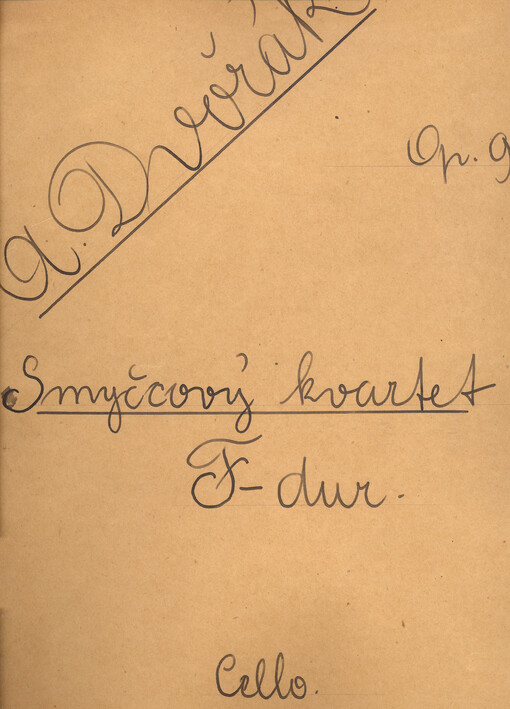 A. Dvořák
Op. 9
Smyčcový kvartet
F-dur.
Cello.